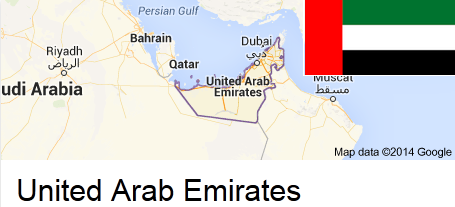 Persian Gulf
Bahrain
Dubai
دبي
Riyadh
الرياض
Qatar
United Arab
Emirates
Muscat
مسقط
udi Arabia
Map data ©2014 Google
United Arab Emirates